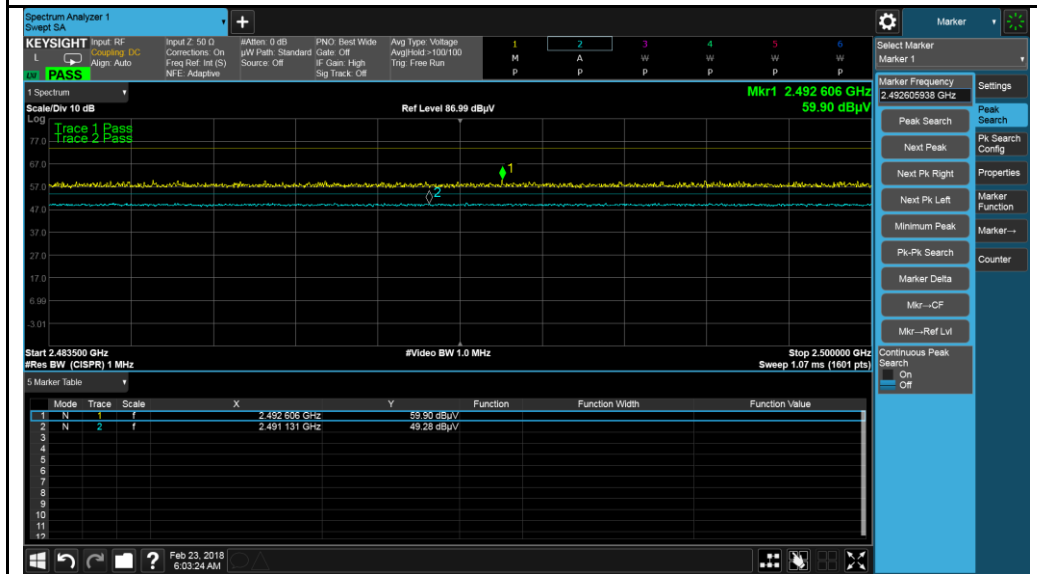 Spectrum Analyzer 1
Swept SA
+
Marker
KEYSIGHT Input: RF Input Z: 50 Ω #Atten: 0 dB PNO: Best Wide Avg Type: Voltage 1 2 3 4 5 6
L Coupling: DC Corrections: On µW Path: Standard Gate: Off Avg|Hold:>100/100 M A W W W W
Align: Auto Freq Ref: Int (S) Source: Off IF Gain: High Trig: Free Run
PASS NFE: Adaptive Sig Track: Off P P P P P P
Select Marker
Marker 1
1 Spectrum
Mkr1 2.492 606 GHz
Scale/Div 10 dB Ref Level 86.99 dBµV 59.90 dBµV
Log
Trace 1 Pass
Trace 2 Pass
77.0
67.0
57.0
47.0
37.0
27.0
17.0
6.99
-3.01
1
2
Start 2.483500 GHz #Video BW 1.0 MHz Stop 2.500000 GHz
#Res BW (CISPR) 1 MHz Sweep 1.07 ms (1601 pts)
Marker Frequency
2.492605938 GHz
Peak Search
Next Peak
Next Pk Right
Next Pk Left
Minimum Peak
Pk-Pk Search
Marker Delta
Mkr→CF
Mkr→Ref Lvl
Continuous Peak
Search
On
Off
Settings
Peak
Search
Pk Search
Config
Properties
Marker
Function
Marker→
Counter
5 Marker Table
Mode Trace Scale X Y Function Function Width Function Value
1 N 1 f 2.492 606 GHz 59.90 dBµV
2 N 2 f 2.491 131 GHz 49.28 dBµV
3
4
5
6
7
8
9
10
11
12
? Feb 23, 2018
6:03:24 AM